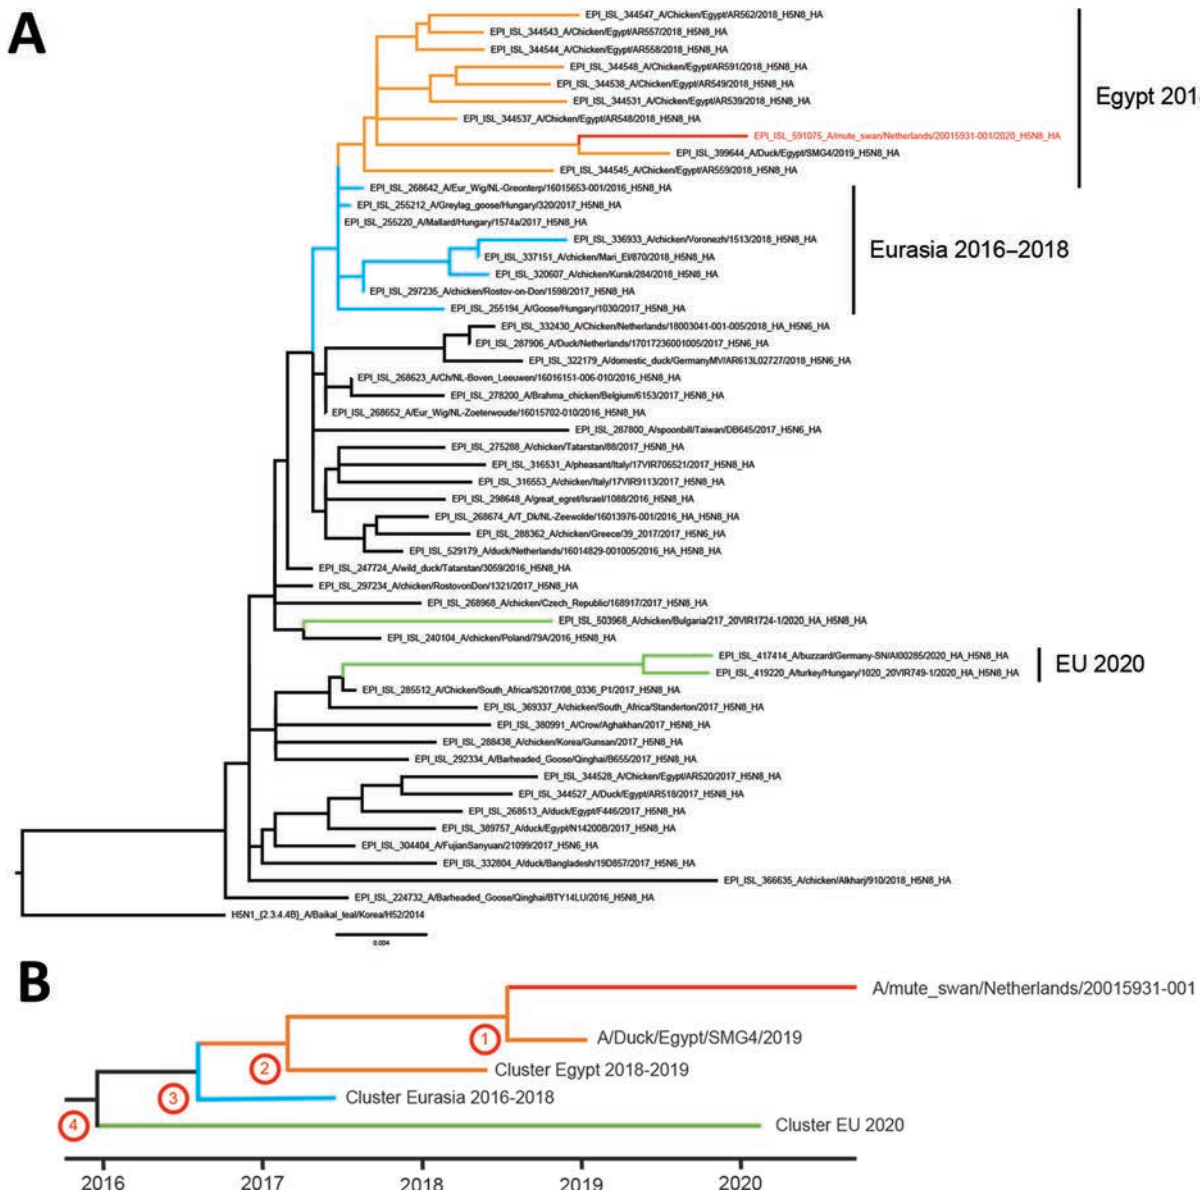 A
EPI_ISL_344547_A/Chicken/Egypt/AR562/2018_H5N8_HA
EPI_ISL_344543_A/Chicken/Egypt/AR557/2018_H5N8_HA
EPI_ISL_344544_A/Chicken/Egypt/AR558/2018_H5N8_HA
EPI_ISL_344548_A/Chicken/Egypt/AR591/2018_H5N8_HA
EPI_ISL_344538_A/Chicken/Egypt/AR549/2018_H5N8_HA
EPI_ISL_344531_A/Chicken/Egypt/AR539/2018_H5N8_HA
Egypt 201
EPI_ISL_344537_A/Chicken/Egypt/AR548/2018_H5N8_HA
EPI_ISL_591075_A/mute_swan/Netherlands/20015931-001/2020_H5N8_HA
EPI_ISL_399644_A/Duck/Egypt/SMG4/2019_H5N8_HA
EPI_ISL_344545_A/Chicken/Egypt/AR559/2018_H5N8_HA
EPI_ISL_268642_A/Eur_Wig/NL-Greonterp/16015653-001/2016_H5N8_HA
EPI_ISL_255212_A/Greylag_goose/Hungary/320/2017_H5N8_HA
EPI_ISL_255220_A/Mallard/Hungary/1574a/2017_H5N8_HA
EPI_ISL_336933_A/chicken/Voronezh/1513/2018_H5N8_HA
Eurasia 2016–2018
EPI_ISL_337151_A/chicken/Mari_El/870/2018_H5N8_HA
EPI_ISL_320607_A/chicken/Kursk/284/2018_H5N8_HA
EPI_ISL_297235_A/chicken/Rostov-on-Don/1598/2017_H5N8_HA
EPI_ISL_255194_A/Goose/Hungary/1030/2017_H5N8_HA
EPI_ISL_332430_A/Chicken/Netherlands/18003041-001-005/2018_HA_H5N6_HA
EPI_ISL_287906_A/Duck/Netherlands/17017236001005/2017_H5N6_HA
EPI_ISL_322179_A/domestic_duck/GermanyMV/AR613L02727/2018_H5N6_HA
EPI_ISL_268623_A/Ch/NL-Boven_Leeuwen/16016151-006-010/2016_H5N8_HA
EPI_ISL_278200_A/Brahma_chicken/Belgium/6153/2017_H5N8_HA
EPI_ISL_268652_A/Eur_Wig/NL-Zoeterwoude/16015702-010/2016_H5N8_HA
EPI_ISL_287800_A/spoonbill/Taiwan/DB645/2017_H5N6_HA
EPI_ISL_275288_A/chicken/Tatarstan/88/2017_H5N8_HA
EPI_ISL_316531_A/pheasant/Italy/17VIR706521/2017_H5N8_HA
EPI_ISL_316553_A/chicken/Italy/17VIR9113/2017_H5N8_HA
EPI_ISL_298648_A/great_egret/Israel/1088/2016_H5N8_HA
EPI_ISL_268674_A/T_Dk/NL-Zeewolde/16013976-001/2016_HA_H5N8_HA
EPI_ISL_288362_A/chicken/Greece/39_2017/2017_H5N6_HA
EPI_ISL_529179_A/duck/Netherlands/16014829-001005/2016_HA_H5N8_HA
EPI_ISL_247724_A/wild_duck/Tatarstan/3059/2016_H5N8_HA
EPI_ISL_297234_A/chicken/RostovonDon/1321/2017_H5N8_HA
EPI_ISL_268968_A/chicken/Czech_Republic/168917/2017_H5N8_HA
EPI_ISL_503968_A/chicken/Bulgaria/217_20VIR1724-1/2020_HA_H5N8_HA
EPI_ISL_240104_A/chicken/Poland/79A/2016_H5N8_HA
EPI_ISL_417414_A/buzzard/Germany-SN/AI00285/2020_HA_H5N8_HA
EU 2020
EPI_ISL_419220_A/turkey/Hungary/1020_20VIR749-1/2020_HA_H5N8_HA
EPI_ISL_285512_A/Chicken/South_Africa/S2017/08_0336_P1/2017_H5N8_HA
EPI_ISL_369337_A/chicken/South_Africa/Standerton/2017_H5N8_HA
EPI_ISL_380991_A/Crow/Aghakhan/2017_H5N8_HA
EPI_ISL_288438_A/chicken/Korea/Gunsan/2017_H5N8_HA
EPI_ISL_292334_A/Barheaded_Goose/Qinghai/B655/2017_H5N8_HA
EPI_ISL_344528_A/Chicken/Egypt/AR520/2017_H5N8_HA
EPI_ISL_344527_A/Duck/Egypt/AR518/2017_H5N8_HA
EPI_ISL_268513_A/duck/Egypt/F446/2017_H5N8_HA
EPI_ISL_389757_A/duck/Egypt/N14200B/2017_H5N8_HA
EPI_ISL_304404_A/FujianSanyuan/21099/2017_H5N6_HA
EPI_ISL_332804_A/duck/Bangladesh/19D857/2017_H5N6_HA
EPI_ISL_366635_A/chicken/Alkharj/910/2018_H5N8_HA
EPI_ISL_224732_A/Barheaded_Goose/Qinghai/BTY14LU/2016_H5N8_HA
H5N1_{2.3.4.4B}_A/Baikal_teal/Korea/H52/2014
0.004
B
A/mute_swan/Netherlands/20015931-001
1
A/Duck/Egypt/SMG4/2019
2
Cluster Egypt 2018-2019
3
Cluster Eurasia 2016-2018
4
Cluster EU 2020
2016 2017 2018 2019 2020